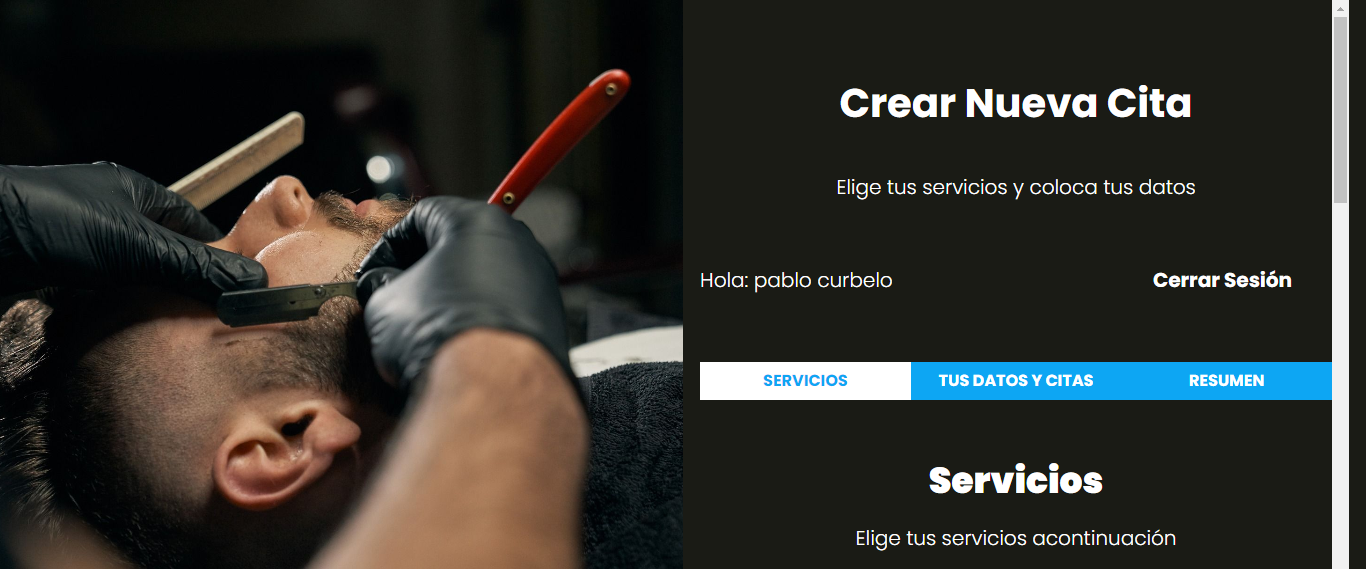 Crear Nueva Cita
Elige tus servicios y coloca tus datos
Hola: pablo curbelo
Cerrar Sesión
SERVICIOS
TUS DATOS Y CITAS
RESUMEN
Servicios
Elige tus servicios acontinuación